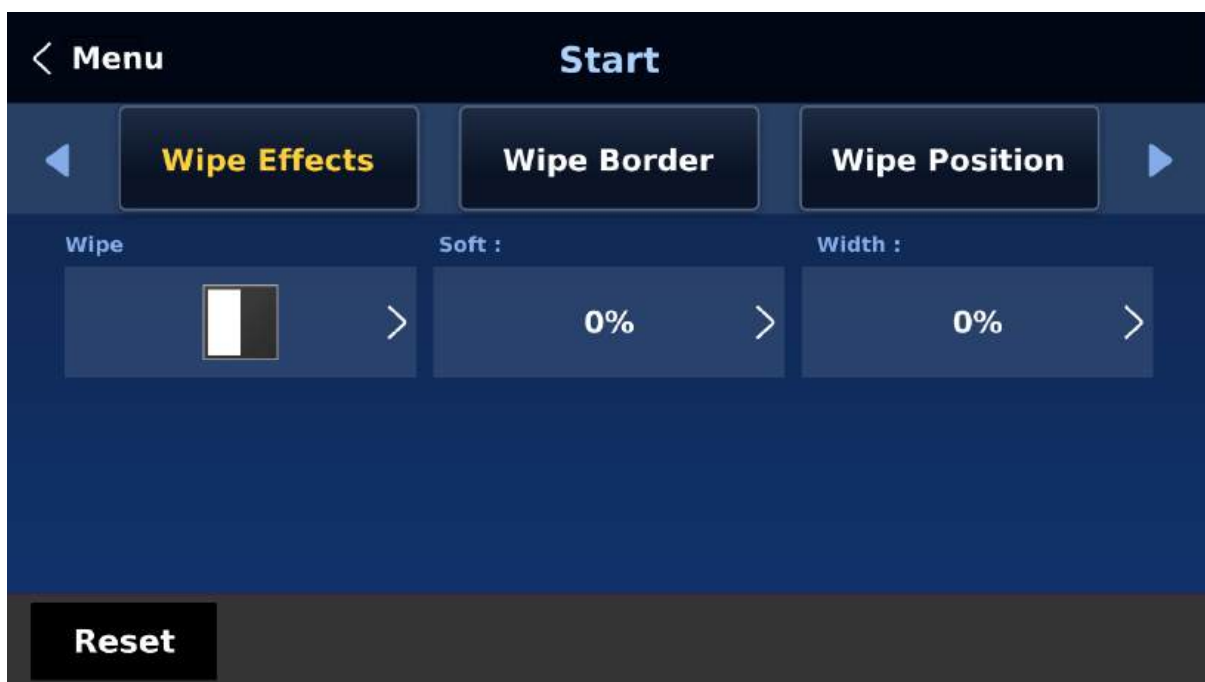 Menu
Start
Wipe Effects
Wipe Border
Wipe Position
Wipe
Soft :
Width :
0%
0%
Reset